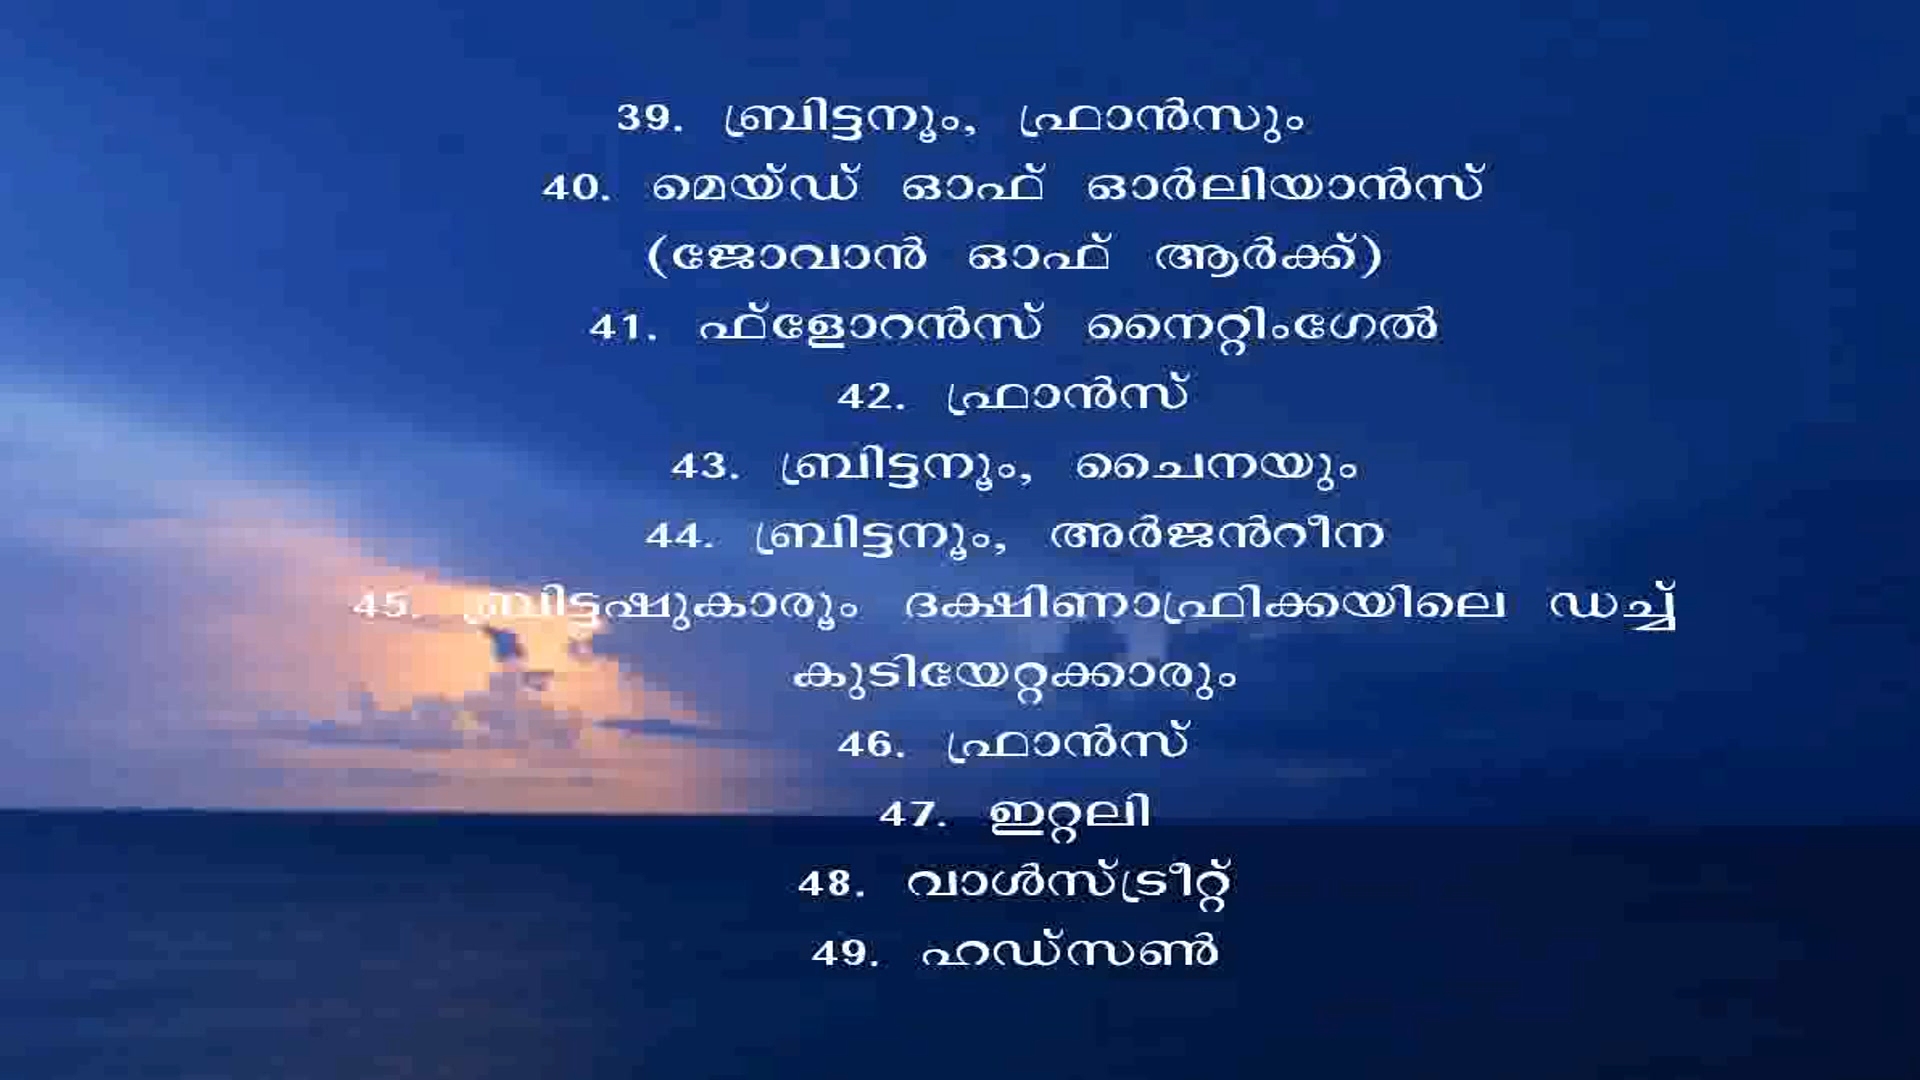 39. ബ്രിട്ടനൂം, ഫ്രാൻസും
40. മെയ്ഡ് ഓഫ് ഓർലിയാൻസ്
(ജോവാൻ ഓഫ് ആർക്ക്)
41. ഫ്ളോറൻസ് നൈറ്റിംഗേൽ
42. ഫ്രാൻസ്
43. ബ്രിട്ടനൂം, ചൈനയും
44. ബ്രിട്ടനൂം, അർജൻറീന
45. ബ്രിട്ടഷുകാരൂം ദക്ഷിണാഫ്രിക്കയിലെ ഡച്ച്
കുടിയേറ്റക്കാരും
46. ഫ്രാൻസ്
47. ഇറ്റലി
48. വാൾസ്ട്രീറ്റ്
49. ഹഡ്സൺ